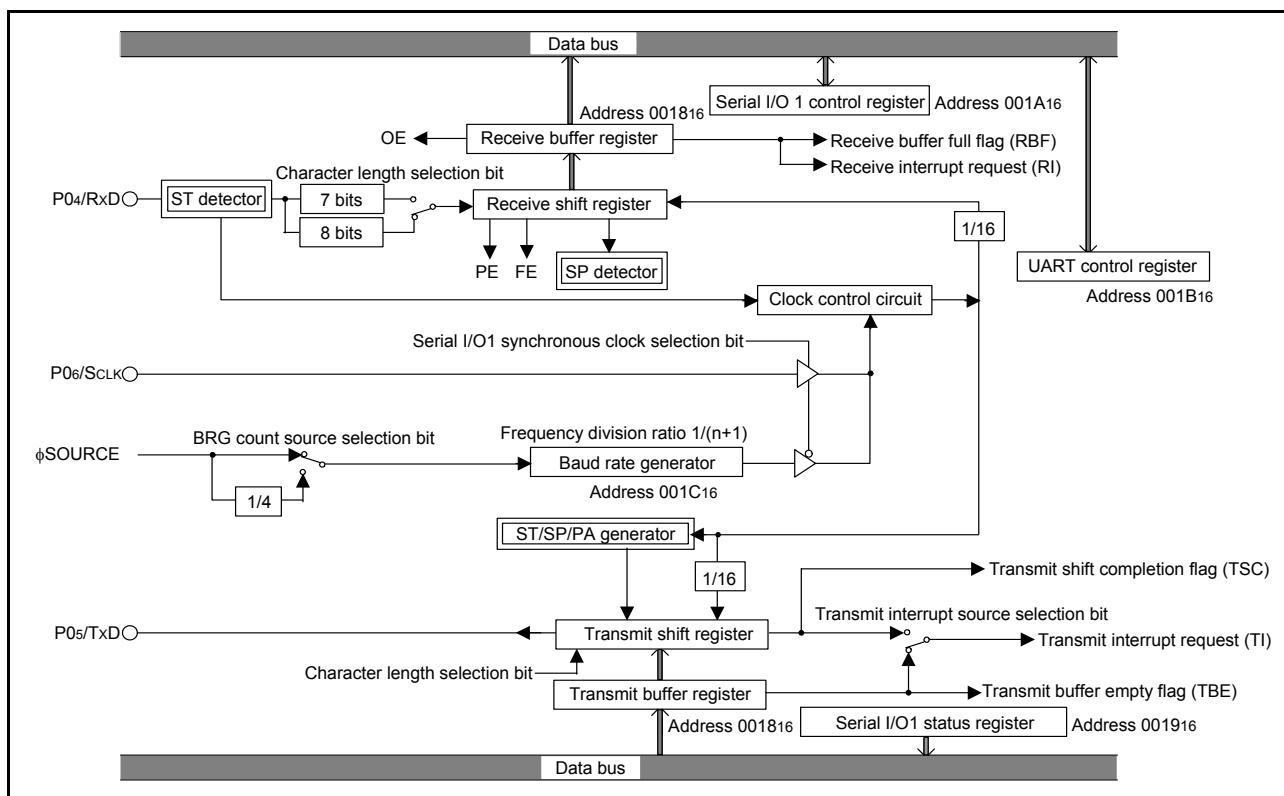 Data bus
Serial I/O 1 control register Address 001A16
Address 001816
OE Receive buffer register Receive buffer full flag (RBF)
Receive interrupt request (RI)
Character length selection bit
P04/RxD ST detector 7 bits Receive shift register
8 bits 1/16
PE FE SP detector UART control register
Address 001B16
Clock control circuit
Serial I/O1 synchronous clock selection bit
P06/SCLK
BRG count source selection bit Frequency division ratio 1/(n+1)
φSOURCE Baud rate generator
1/4 Address 001C16
ST/SP/PA generator
1/16 Transmit shift completion flag (TSC)
Transmit interrupt source selection bit
P05/TxD Transmit shift register Transmit interrupt request (TI)
Character length selection bit
Transmit buffer register Transmit buffer empty flag (TBE)
Address 001816 Serial I/O1 status register Address 001916
Data bus